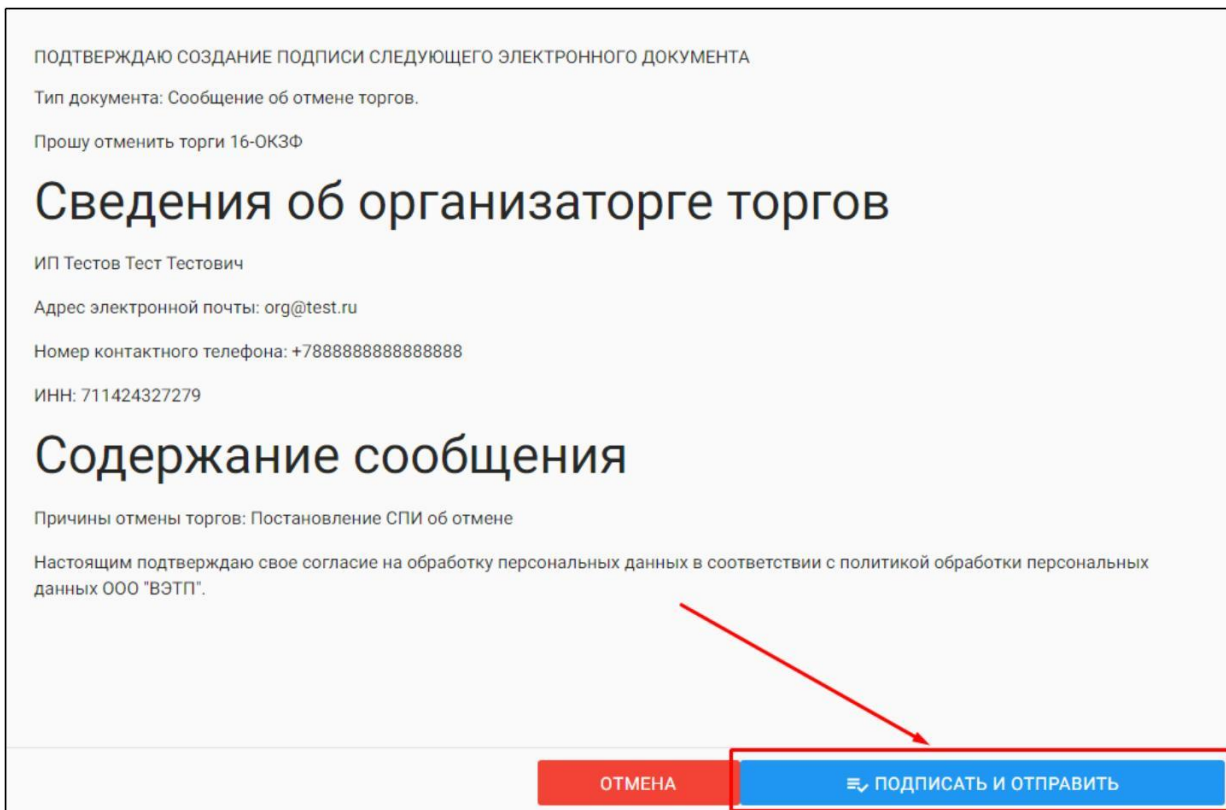 ПОДТВЕРЖДАЮ СОЗДАНИЕ ПОДПИСИ СЛЕДУЮЩЕГО ЭЛЕКТРОННОГО ДОКУМЕНТА
Тип документа: Сообщение об отмене торгов.
Прошу отменить торги 16-ОКЗФ
Сведения об организаторге торгов
ИП Тестов Тест Тестович
Адрес электронной почты: org@test.ru
Номер контактного телефона: +7888888888888888
ИНН: 711424327279
Содержание сообщения
Причины отмены торгов: Постановление СПИ об отмене
Настоящим подтверждаю свое согласие на обработку персональных данных в соответствии с политикой обработки персональных
данных ООО "ВЭТП".
ОТМЕНА
ПОДПИСАТЬ И ОТПРАВИТЬ